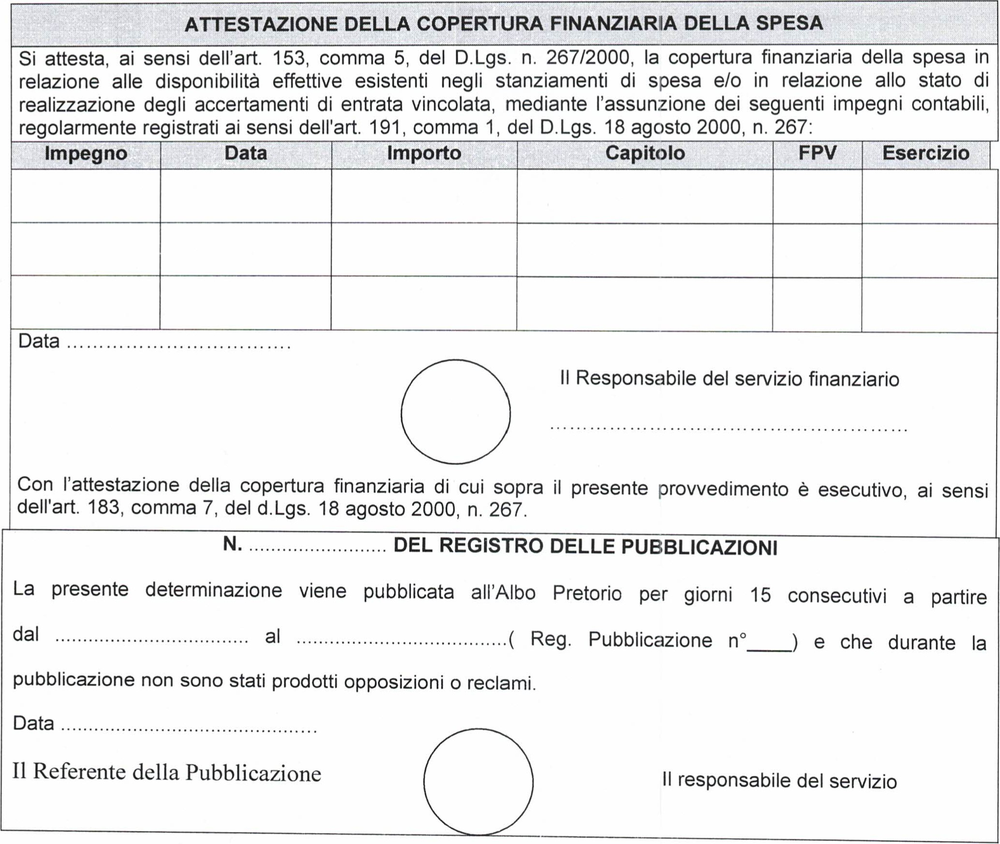 ATTESTAZIONE DELLA COPERTURA FINANZIARIA DELLA SPESA
Si attesta, ai sensi dell'art. 153, comma 5, del D.Lgs. n. 267/2000, la copertura finanziaria della spesa in
relazione alle disponibilità effettive esistenti negli stanziamenti di spesa e/o in relazione allo stato di
realizzazione degli accertamenti di entrata vincolata, mediante l'assunzione dei seguenti impegni contabili,
regolarmente registrati ai sensi dell'art. 191, comma 1, del D.Lgs. 18 agosto 2000, n. 267:
Impegno Data Importo Capitolo FPV Esercizio
Data ..................................
Il Responsabile del servizio finanziario
......................................................
Con l'attestazione della copertura finanziaria di cui sopra il presente provvedimento è esecutivo, ai sensi
dell'art. 183, comma 7, del d.Lgs. 18 agosto 2000, n. 267.
N. ......................... DEL REGISTRO DELLE PUBBLICAZIONI
La presente determinazione viene pubblicata all'Albo Pretorio per giorni 15 consecutivi a partire
dal ................................... al ......................................( Reg. Pubblicazione n°____) e che durante la
pubblicazione non sono stati prodotti opposizioni o reclami.
Data ..............................................
Il Referente della Pubblicazione
Il responsabile del servizio